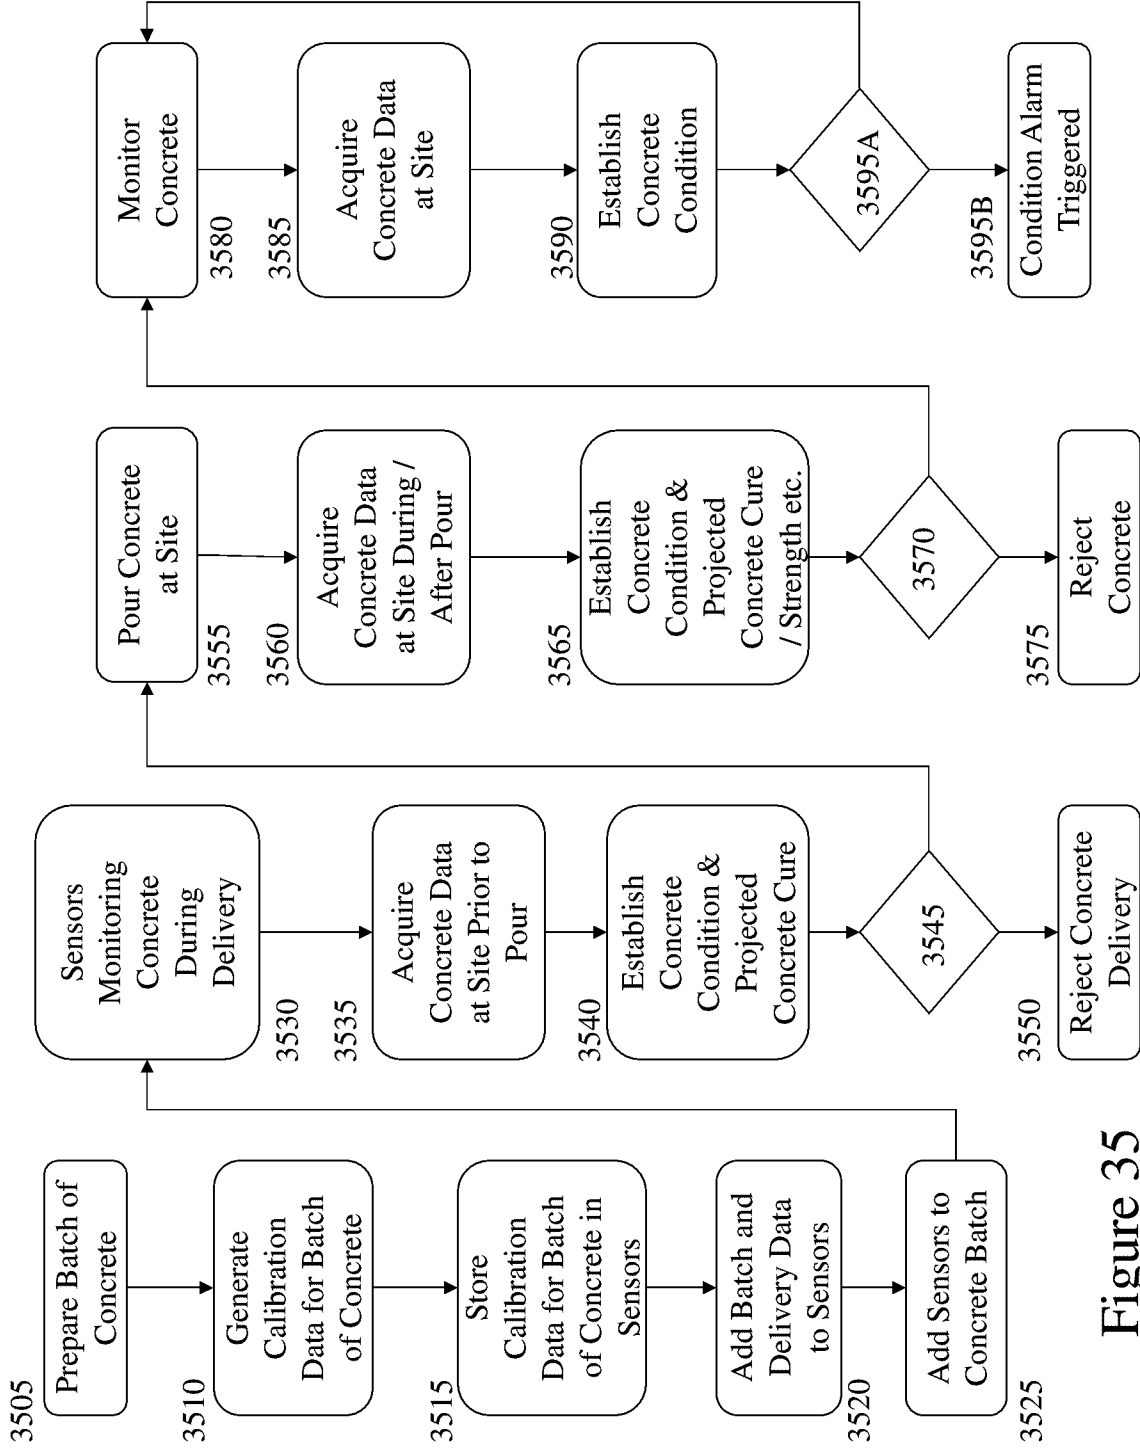 3505
Prepare Batch of
Concrete
3510
Generate
Calibration
Data for Batch
of Concrete
3515
Store
Calibration
Data for Batch
of Concrete in
Sensors
Add Batch and
Delivery Data
to Sensors
3520
Add Sensors to
Concrete Batch
3525
Sensors
Monitoring
Concrete
During
Delivery
3530
3535
Acquire
Concrete Data
at Site Prior to
Pour
3540
Establish
Concrete
Condition &
Projected
Concrete Cure
3545
3550
Reject Concrete
Delivery
Pour Concrete
at Site
3555
3560
Acquire
Concrete Data
at Site During /
After Pour
3565
Establish
Concrete
Condition &
Projected
Concrete Cure
/ Strength etc.
3570
3575
Reject
Concrete
Monitor
Concrete
3580
3585
Acquire
Concrete Data
at Site
3590
Establish
Concrete
Condition
3595A
3595B
Condition Alarm
Triggered
Figure 35